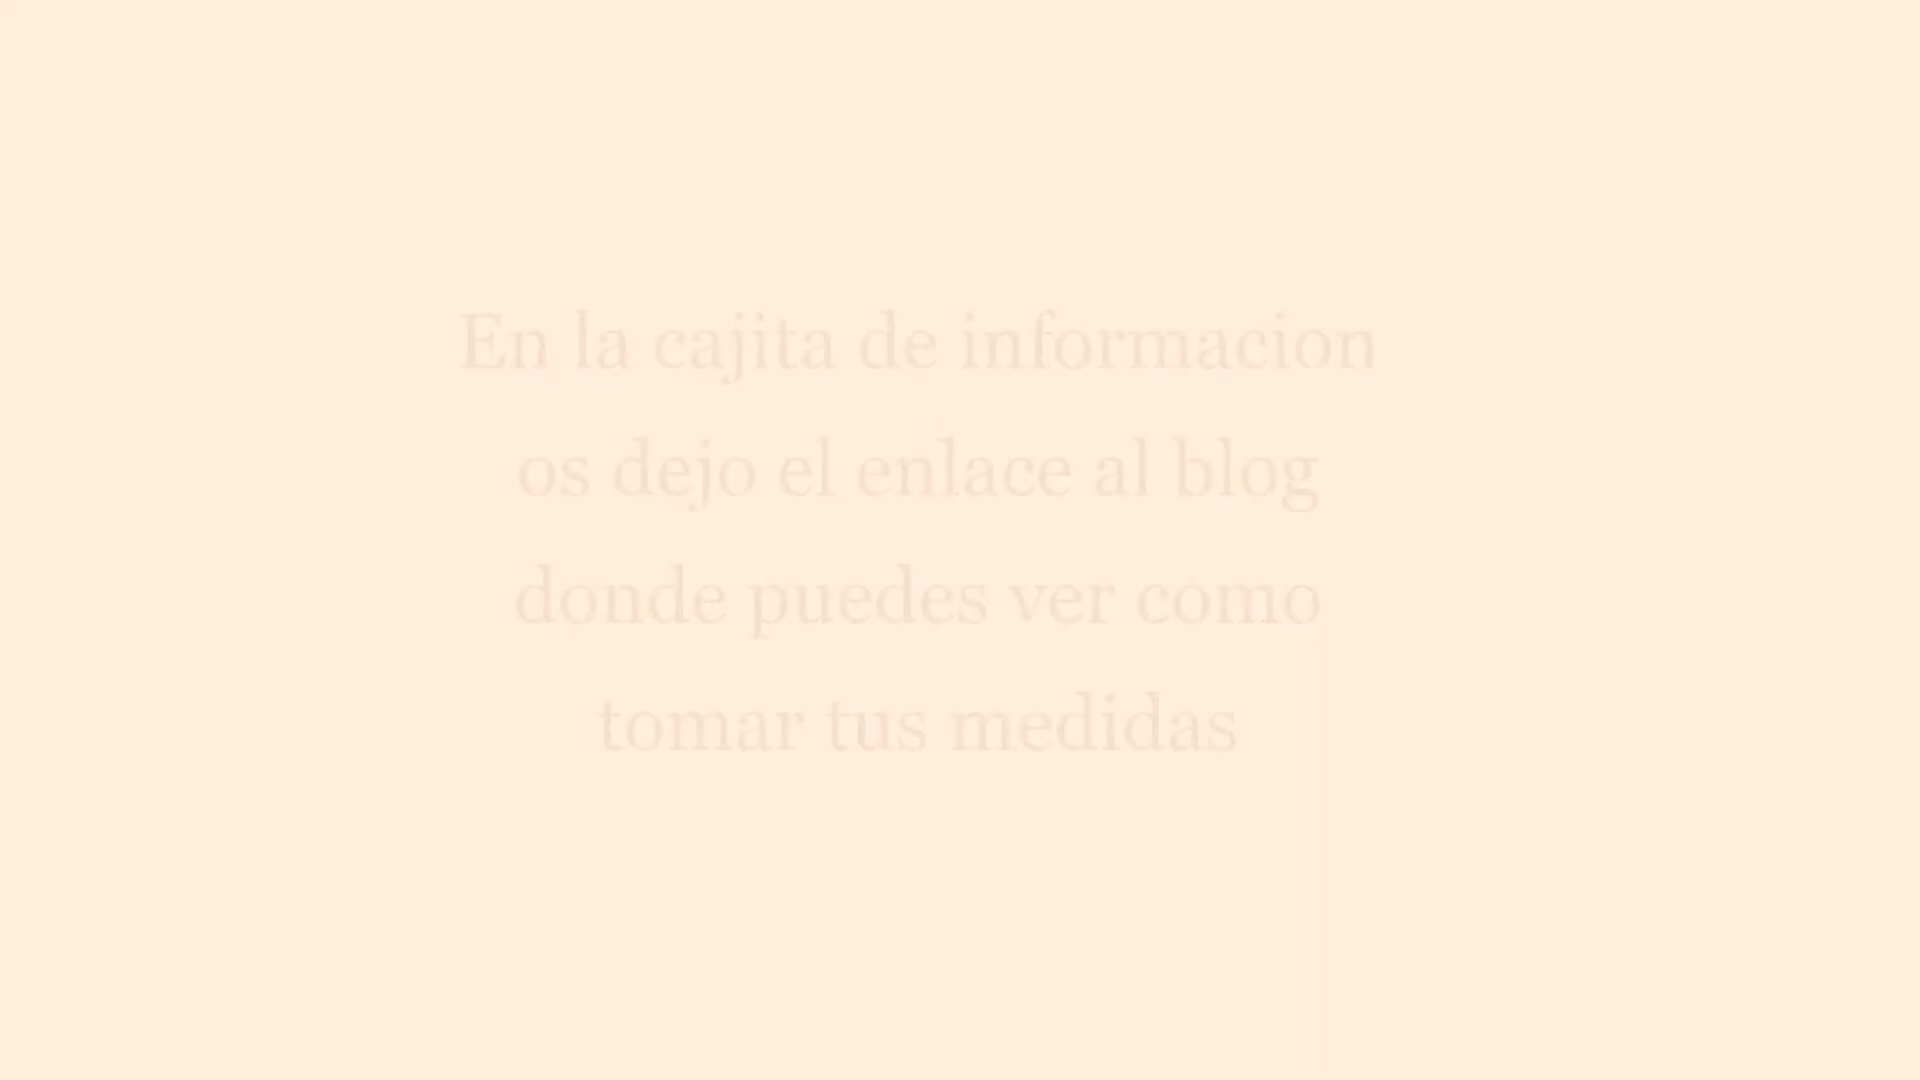 En la cajita de informacion
os dejo el enlace al blog
donde puedes ver como
tomar tus medidas